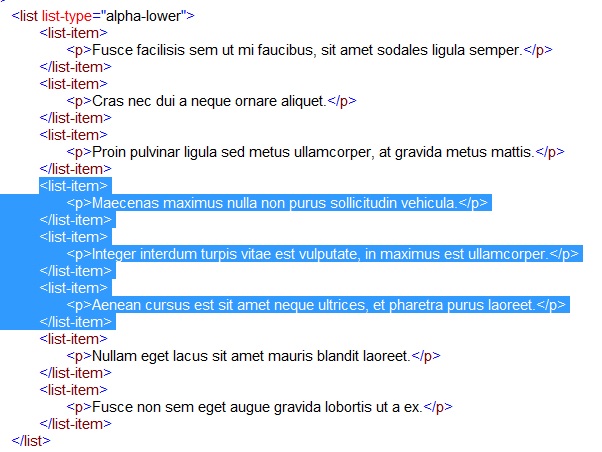 <list list-type="alpha-lower">
<list-item>
<p>Fusce facilisis sem ut mi faucibus, sit amet sodales ligula semper.</p>
</list-item>
<list-item>
<p>Cras nec dui a neque ornare aliquet.</p>
</list-item>
<list-item>
<p>Proin pulvinar ligula sed metus ullamcorper, at gravida metus mattis.</p>
</list-item>
<list-item>
<p>Maecenas maximus nulla non purus sollicitudin vehicula.</p>
</list-item>
<list-item>
<p>Integer interdum turpis vitae est vulputate, in maximus est ullamcorper.</p>
</list-item>
<list-item>
<p>Aenean cursus est sit amet neque ultrices, et pharetra purus laoreet.</p>
</list-item>
<list-item>
<p>Nullam eget lacus sit amet mauris blandit laoreet.</p>
</list-item>
<list-item>
<p>Fusce non sem eget augue gravida lobortis ut a ex.</p>
</list-item>
</list>